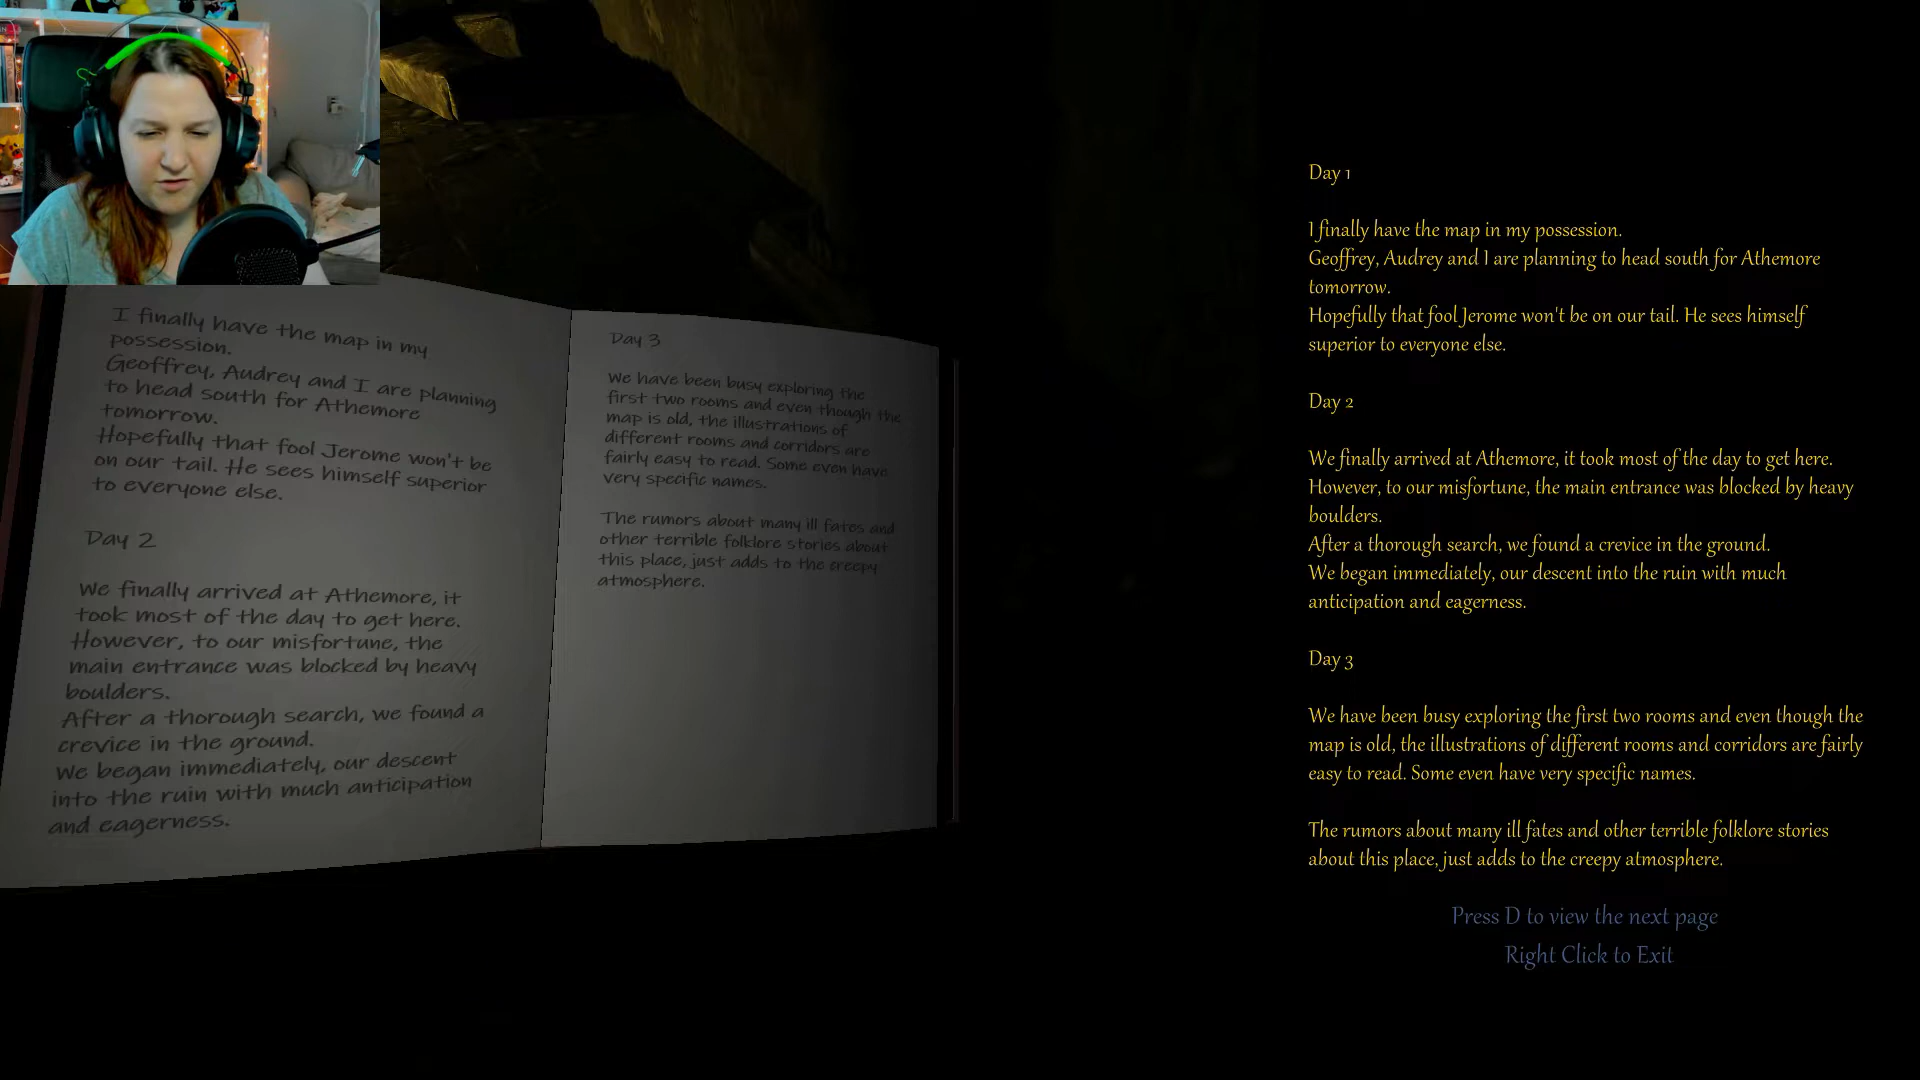 I finally have the map in my
possession.
Geoffrey, Audrey and I are planning
to head south for Athemore
tomorrow.
Hopefully that fool Jerome won't be
on our tail. He sees himself superior
to everyone else.
Day 2
We finally arrived at Athemore, it
took most of the day to get here.
However, to our misfortune, the
main entrance was blocked by heavy
boulders.
After a thorough search, we found a
crevice in the ground.
We began immediately, our descent
into the ruin with much anticipation
and eagerness.
Day 3
We have been busy exploring the
first two rooms and even though the
map is old, the illustrations of
different rooms and corridors are
fairly easy to read. Some even have
very specific names.
The rumors about many ill fates and
other terrible folklore stories about
this place, just adds to the creepy
atmosphere.
Day 1
I finally have the map in my possession.
Geoffrey, Audrey and I are planning to head south for Athemore
tomorrow.
Hopefully that fool Jerome won't be on our tail. He sees himself
superior to everyone else.
Day 2
We finally arrived at Athemore, it took most of the day to get here.
However, to our misfortune, the main entrance was blocked by heavy
boulders.
After a thorough search, we found a crevice in the ground.
We began immediately, our descent into the ruin with much
anticipation and eagerness.
Day 3
We have been busy exploring the first two rooms and even though the
map is old, the illustrations of different rooms and corridors are fairly
easy to read. Some even have very specific names.
The rumors about many ill fates and other terrible folklore stories
about this place, just adds to the creepy atmosphere.
Press D to view the next page
Right Click to Exit